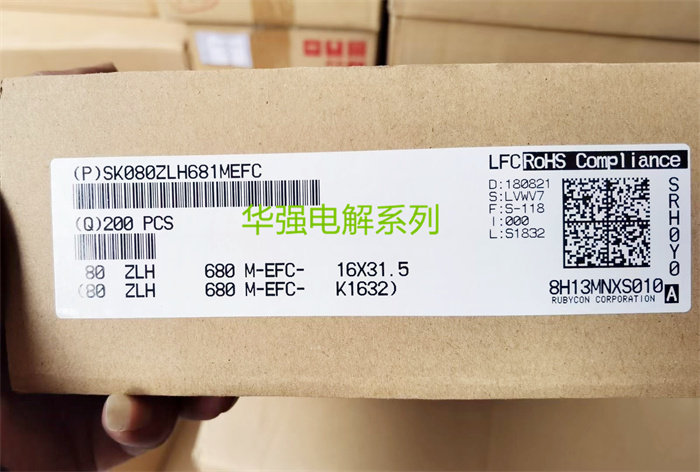 (P)SK080ZLH681MEFC
LFC RoHS Compliance
D:180821
S:LVWV7
F:S-118
I:000
L:S1832
SRH0Y0
A
(Q)200 PCS
华强电解系列
80 ZLH 680 M-EFC- 16X31.5
(80 ZLH 680 M-EFC- K1632)
8H13MNXS010
RUBYCON CORPORATION